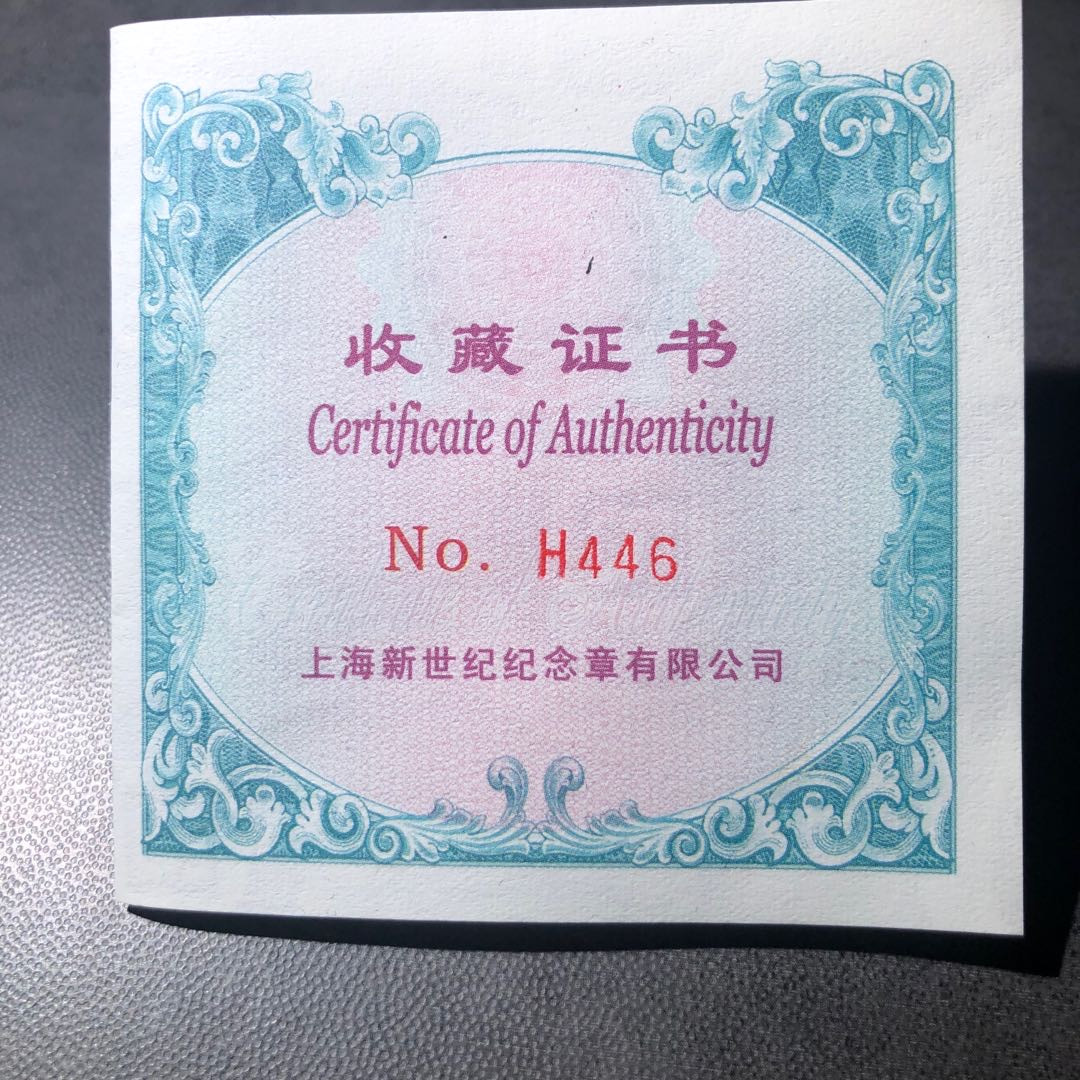 收藏证书
Certificate of Authenticity
No. H446
上海新世纪纪念章有限公司